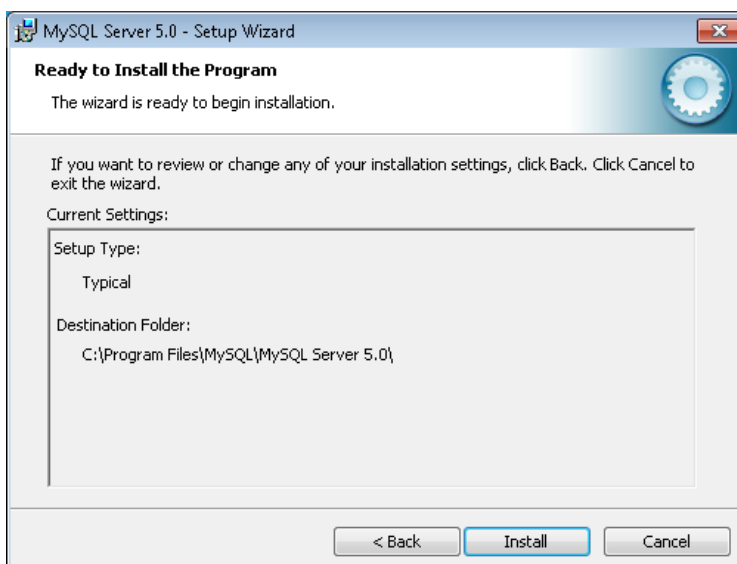 MySQL Server 5.0 - Setup Wizard
Ready to Install the Program
The wizard is ready to begin installation.
If you want to review or change any of your installation settings, click Back. Click Cancel to
exit the wizard.
Current Settings:
Setup Type:
Typical
Destination Folder:
C:\Program Files\MySQL\MySQL Server 5.0\
< Back
Install
Cancel